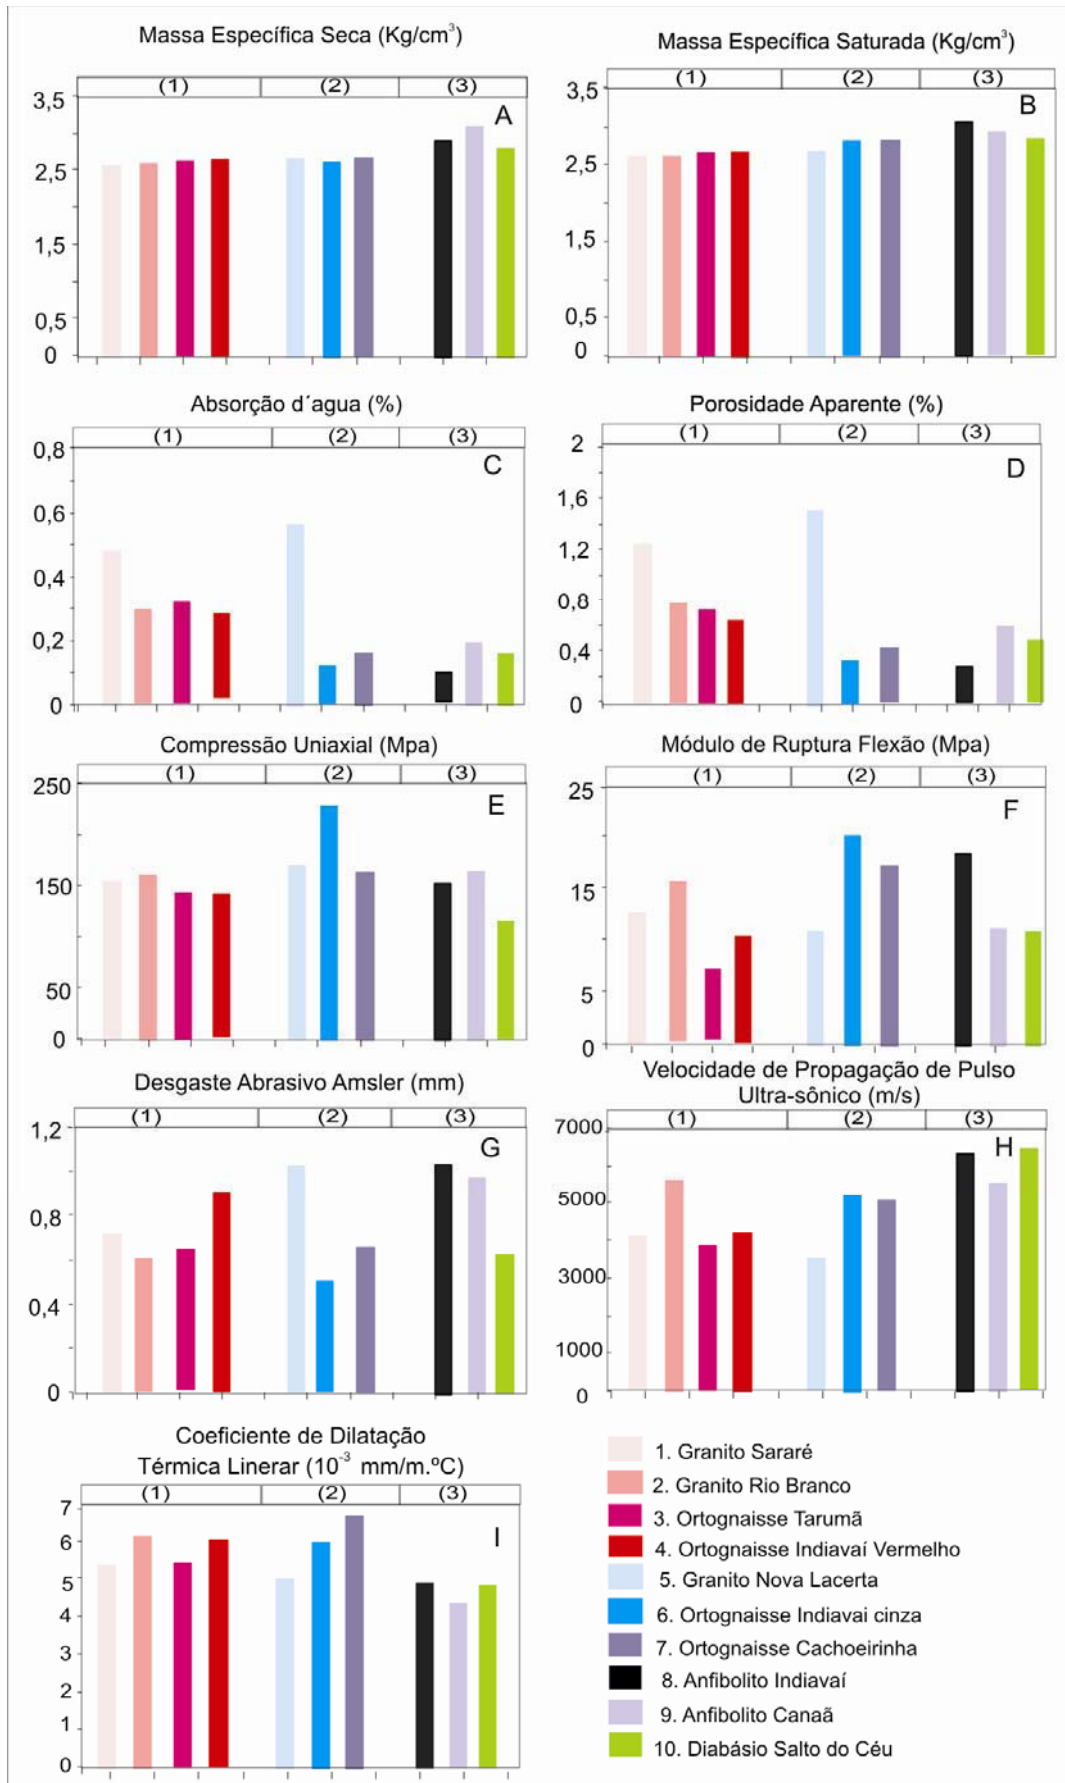 Massa Específica Seca (Kg/cm³)
(1) (2) (3)
A
3,5
2,5
1,5
0,5
0
Massa Específica Saturada (Kg/cm³)
(1) (2) (3)
B
3,5
2,5
1,5
0,5
0
Absorção d´agua (%)
(1) (2) (3)
C
0,8
0,6
0,4
0,2
0
Porosidade Aparente (%)
(1) (2) (3)
D
2
1,6
1,2
0,8
0,4
0
Compressão Uniaxial (Mpa)
(1) (2) (3)
E
250
150
50
0
Módulo de Ruptura Flexão (Mpa)
(1) (2) (3)
F
25
15
5
0
Desgaste Abrasivo Amsler (mm)
(1) (2) (3)
G
1,2
0,8
0,4
0
Velocidade de Propagação de Pulso
Ultra-sônico (m/s)
(1) (2) (3)
H
7000
5000
3000
1000
0
Coeficiente de Dilatação
Térmica Linerar (10⁻³ mm/m.ºC)
(1) (2) (3)
I
7
6
5
4
3
2
1
0
1. Granito Sararé
2. Granito Rio Branco
3. Ortognaisse Tarumã
4. Ortognaisse Indiavaí Vermelho
5. Granito Nova Lacerta
6. Ortognaisse Indiavai cinza
7. Ortognaisse Cachoeirinha
8. Anfibolito Indiavaí
9. Anfibolito Canaã
10. Diabásio Salto do Céu